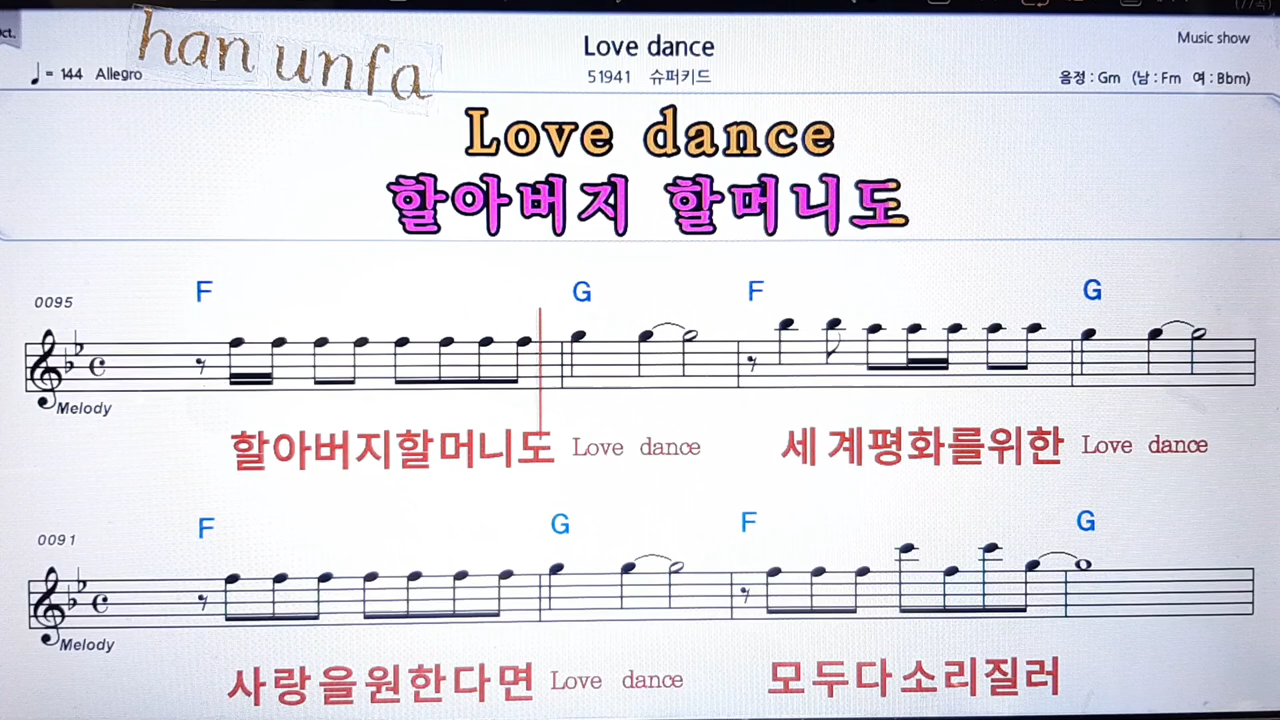 ct.
han unfa
Love dance
Music show
♩ = 144 Allegro
51941 슈퍼키드
음정 : Gm (남 : Fm 여 : Bbm)
Love dance
할아버지 할머니도
F G F G
0095
Melody
할아버지할머니도 Love dance 세계평화를위한 Love dance
F G F G
0091
Melody
사랑을원한다면 Love dance 모두다소리질러